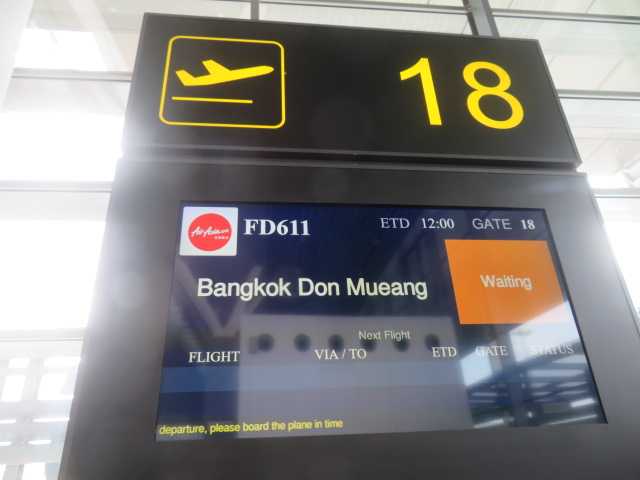 18
AirAsia.com
FD611 ETD 12:00 GATE 18
Bangkok Don Mueang
Waiting
Next Flight
FLIGHT VIA / TO ETD GATE STATUS
departure, please board the plane in time